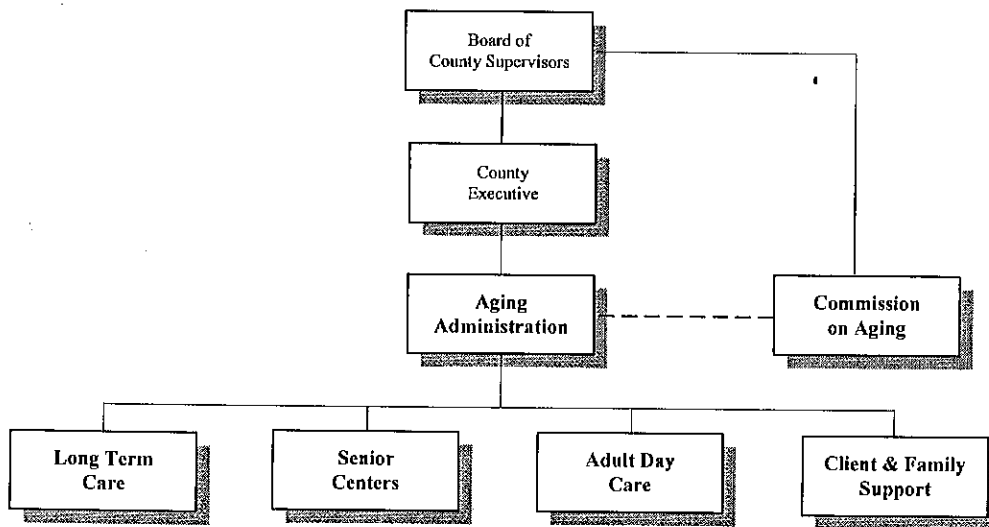 Board of
County Supervisors
County
Executive
Aging
Administration
Commission
on Aging
Long Term
Care
Senior
Centers
Adult Day
Care
Client & Family
Support